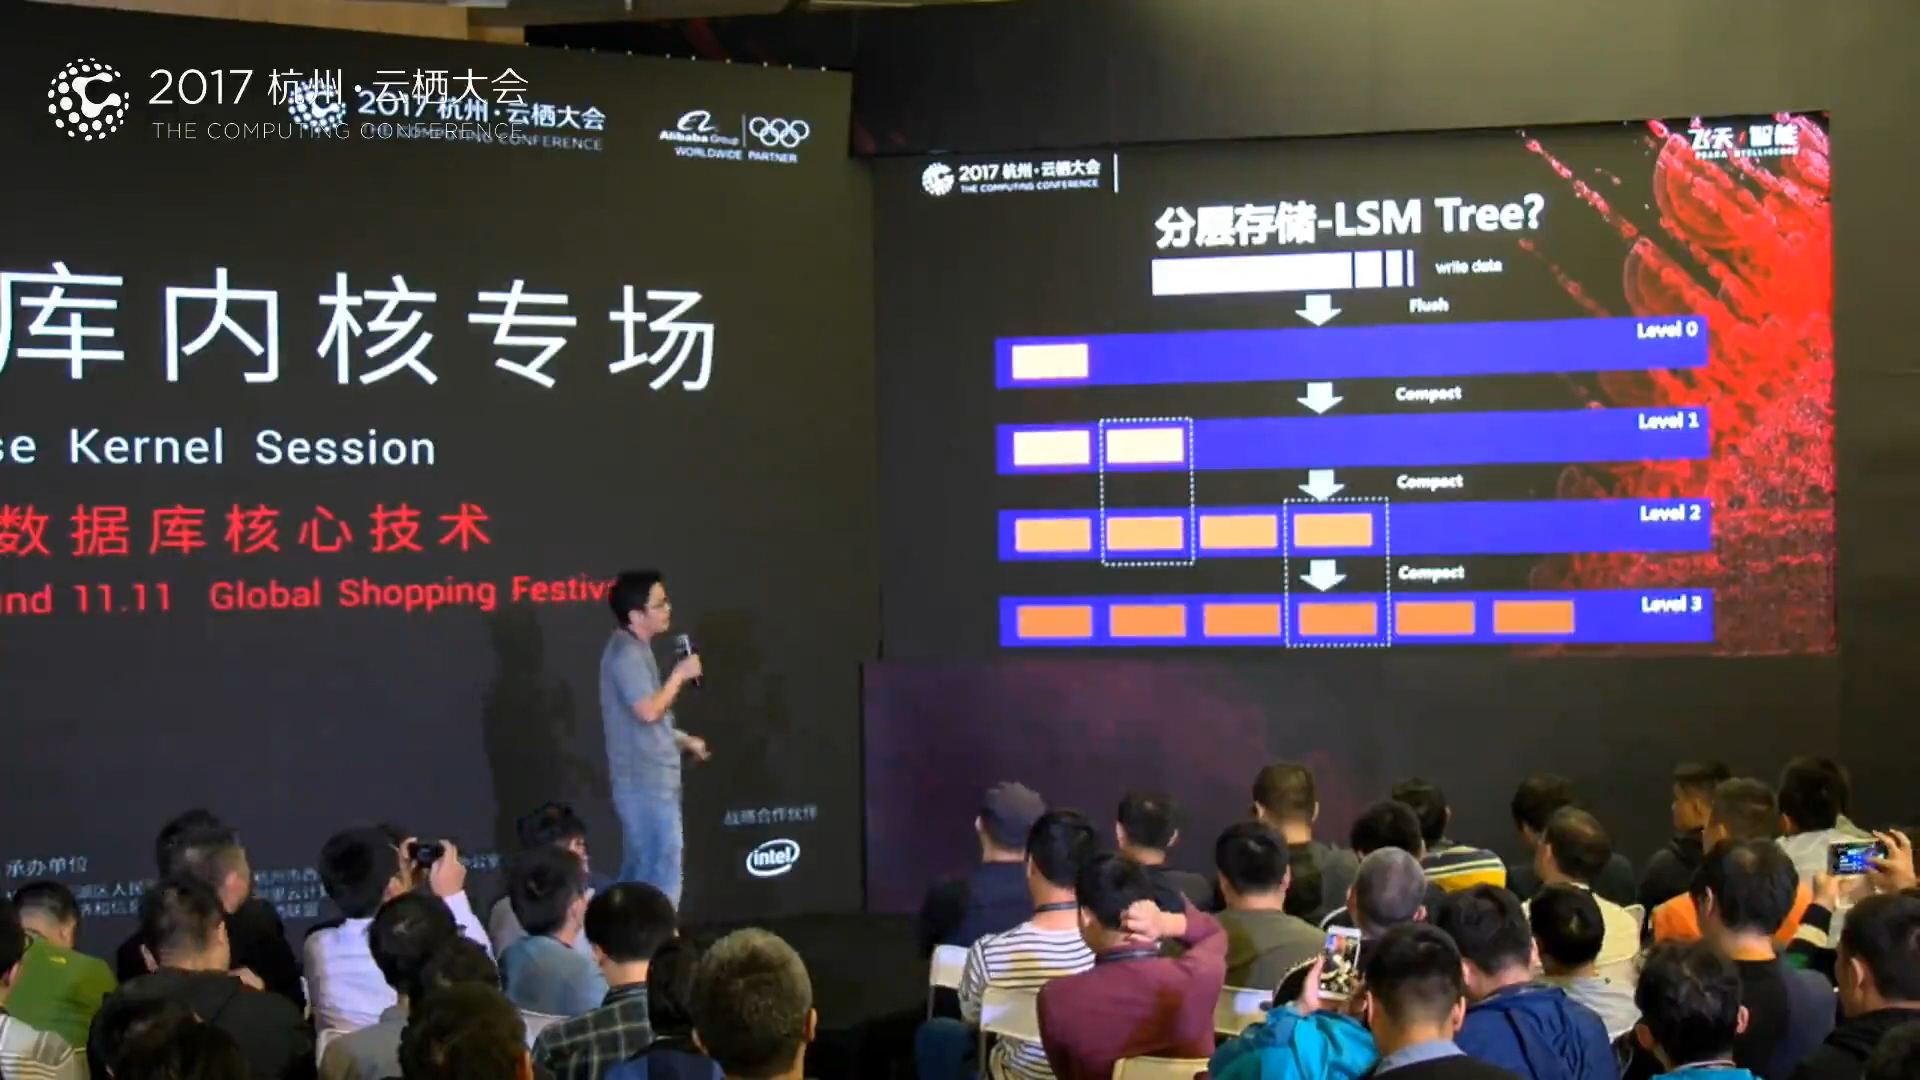 2017 杭州·云栖大会
THE COMPUTING CONFERENCE
2017 杭州·云栖大会
THE COMPUTING CONFERENCE
Alibaba Group
WORLDWIDE PARTNER
库内核专场
se Kernel Session
数据库核心技术
and 11.11 Global Shopping Festiv
战略合作伙伴
intel
承办单位
2017 杭州·云栖大会
THE COMPUTING CONFERENCE
飞天/智能
分层存储-LSM Tree?
write data
Flush
Level 0
Compact
Level 1
Compact
Level 2
Compact
Level 3